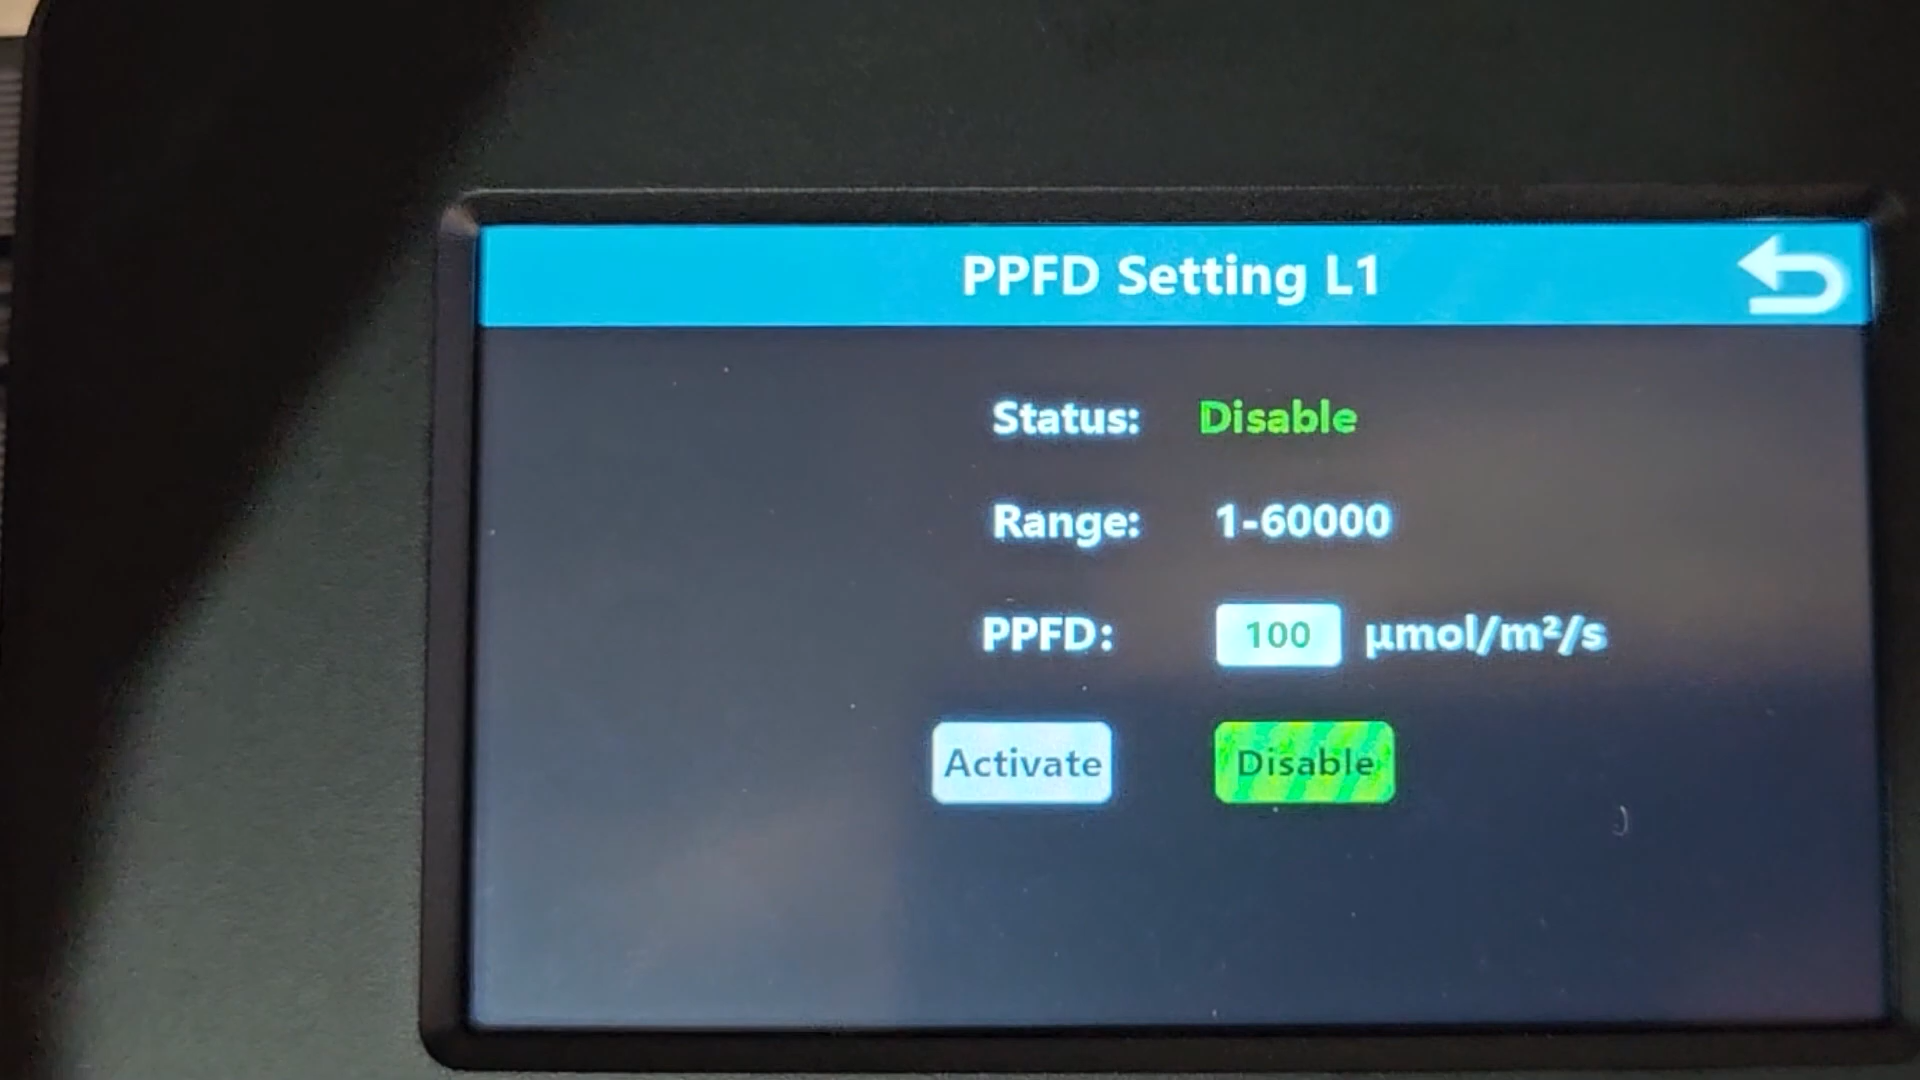 PPFD Setting L1
Status: Disable
Range: 1-60000
PPFD: 100 µmol/m²/s
Activate Disable